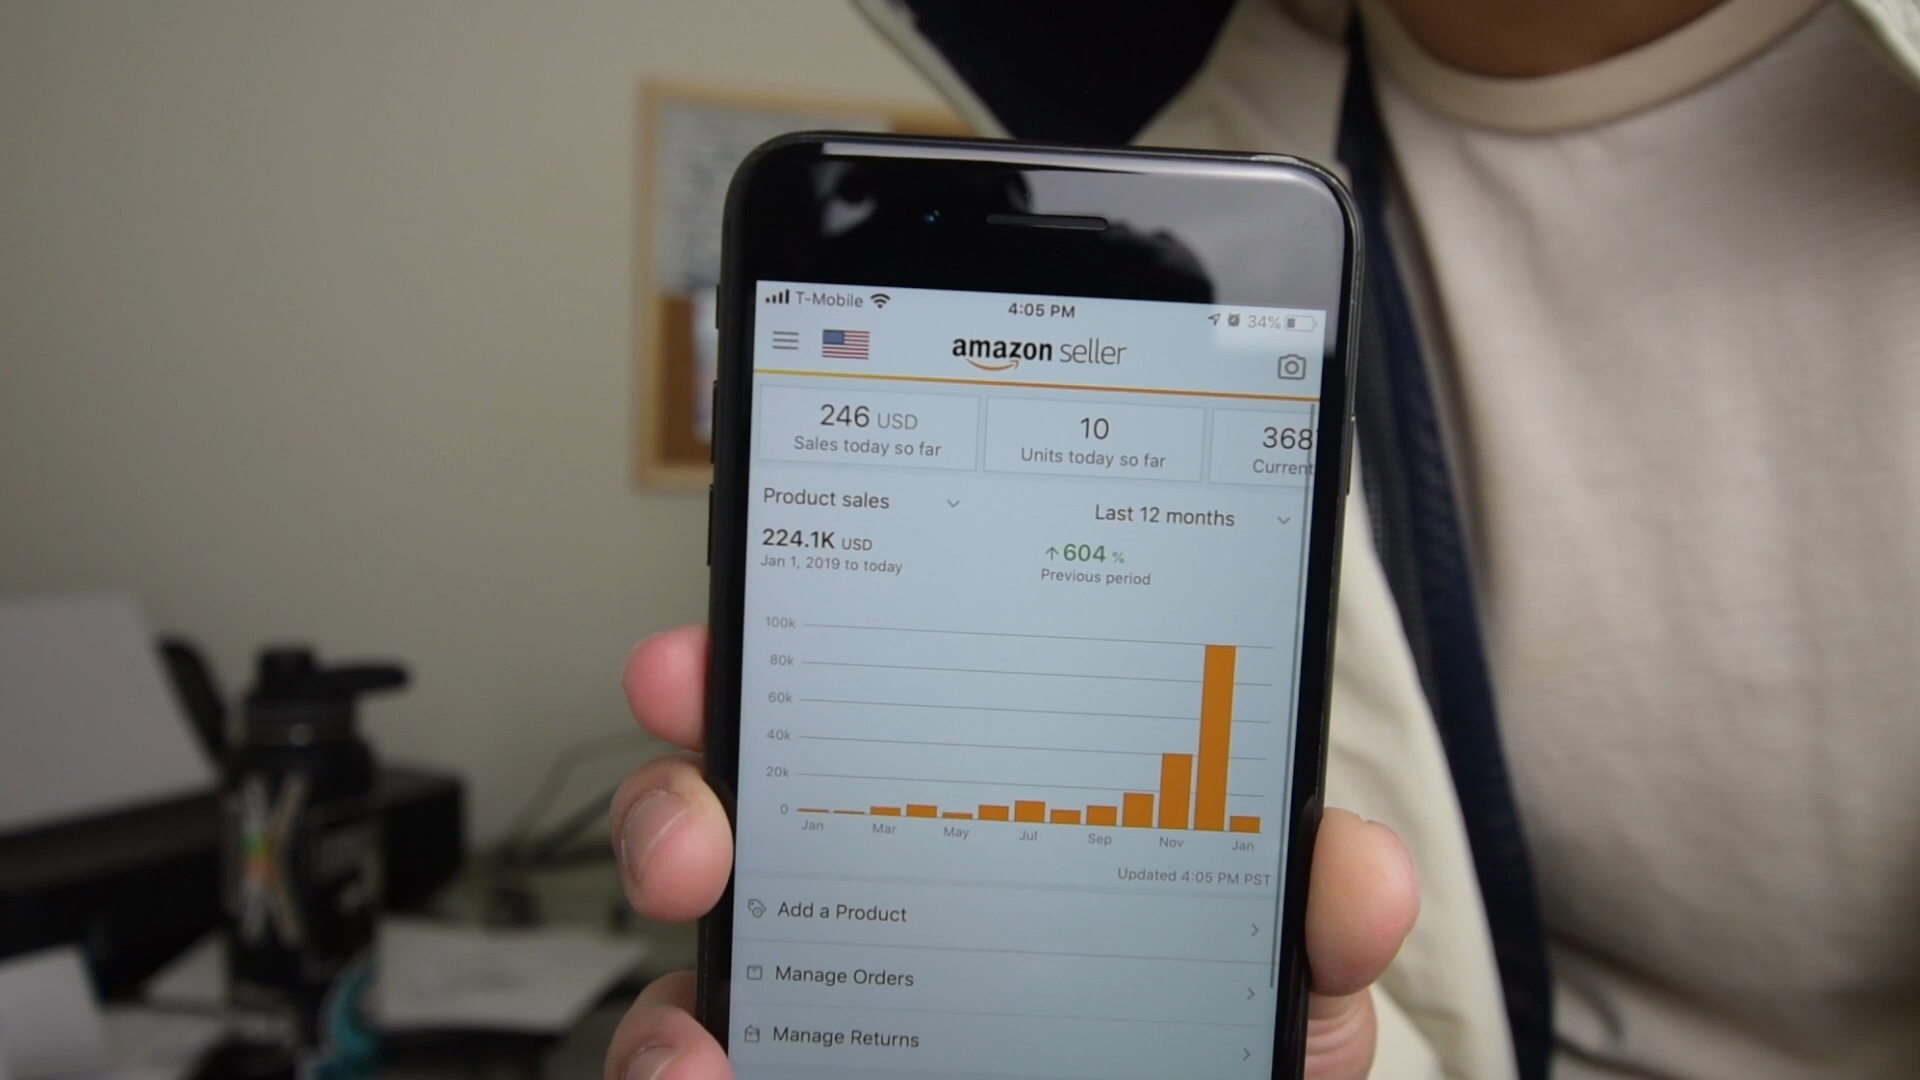 T-Mobile 4:05 PM 34%
amazon seller
246 USD
Sales today so far
10
Units today so far
368
Current
Product sales
Last 12 months
224.1K USD
Jan 1, 2019 to today
↑604 %
Previous period
100k
80k
60k
40k
20k
0
Jan Mar May Jul Sep Nov Jan
Updated 4:05 PM PST
Add a Product
Manage Orders
Manage Returns